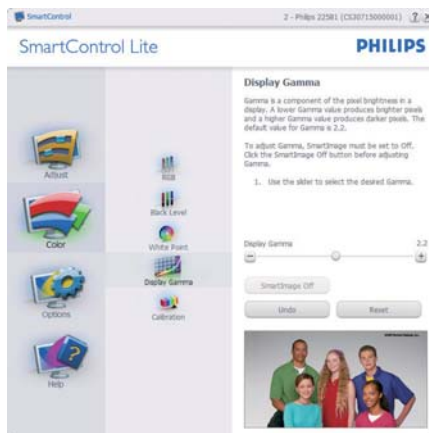 SmartControl
2 - Philips 225B1 (CS30715000001)
?
SmartControl Lite
PHILIPS
Adjust
Color
Options
Help
RGB
Black Level
White Point
Display Gamma
Calibration
Display Gamma
Gamma is a component of the pixel brightness in a
display. A lower Gamma value produces brighter pixels
and a higher Gamma value produces darker pixels. The
default value for Gamma is 2.2.
To adjust Gamma, SmartImage must be set to Off.
Click the SmartImage Off button before adjusting
Gamma.
1. Use the slider to select the desired Gamma.
Display Gamma 2.2
SmartImage Off
Undo Reset